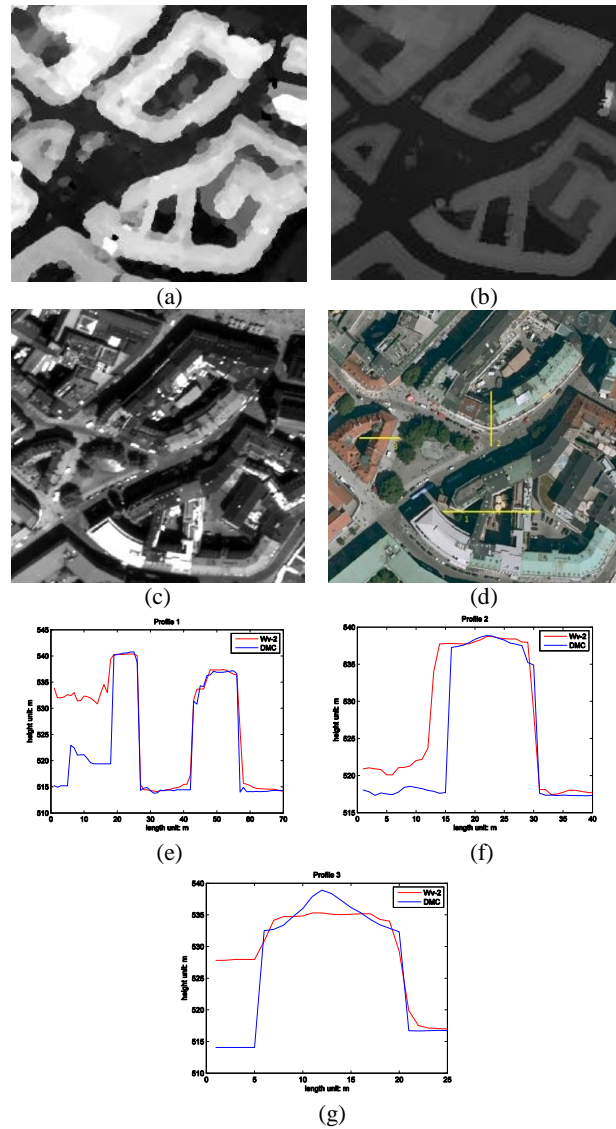 (a) (b)
1
(c) (d)
Profile 1
Wv-2
DMC
height unit: m
545
540
535
530
525
520
515
510
0 10 20 30 40 50 60 70
length unit: m
(e)
Profile 2
Wv-2
DMC
height unit: m
539
535
530
525
520
515
0 5 10 15 20 25 30 35 40
length unit: m
(f)
Profile 3
Wv-2
DMC
height unit: m
540
535
530
525
520
515
510
0 5 10 15 20 25
length unit: m
(g)